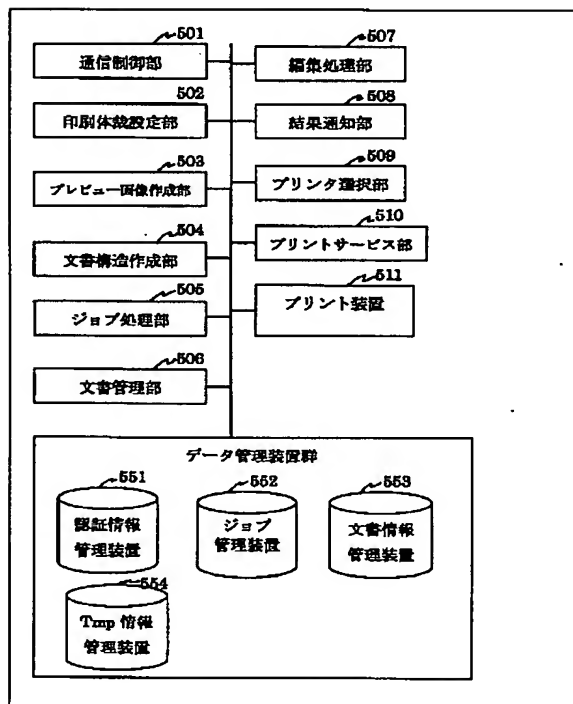 501
通信制御部
502
印刷体裁設定部
503
プレビュー画像作成部
504
文書構造作成部
505
ジョブ処理部
506
文書管理部
507
編集処理部
508
結果通知部
509
プリンタ選択部
510
プリントサービス部
511
プリント装置
データ管理装置群
551
認証情報
管理装置
552
ジョブ
管理装置
553
文書情報
管理装置
554
Tmp 情報
管理装置